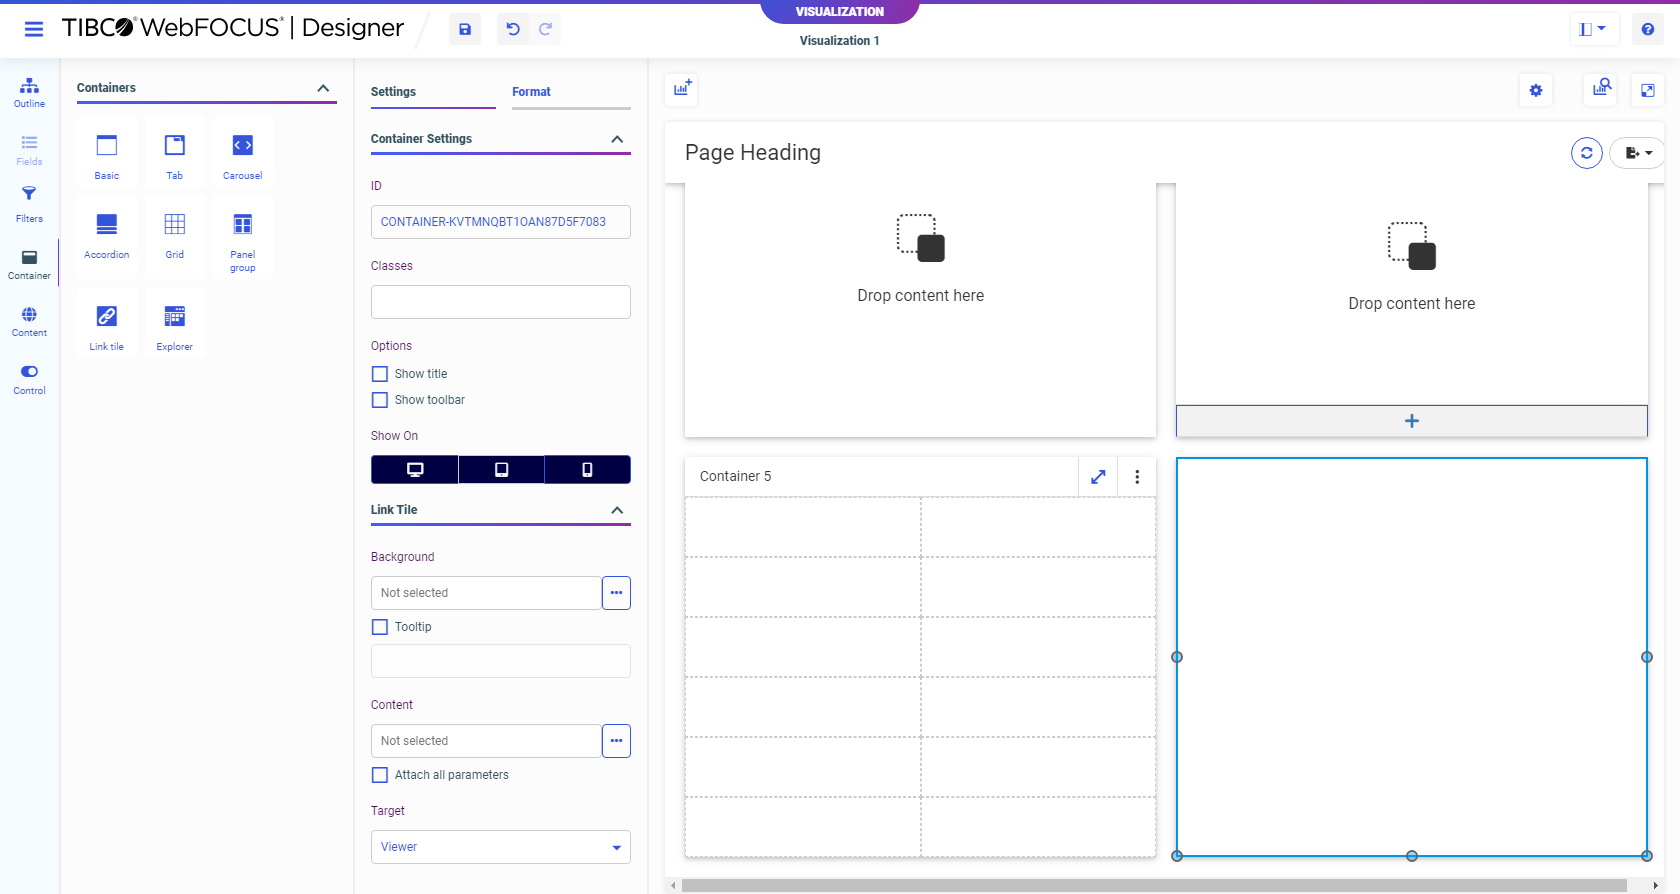 TIBCO® WebFOCUS® | Designer
VISUALIZATION
Visualization 1
Outline
Fields
Filters
Container
Content
Control
Containers
Basic
Tab
Carousel
Accordion
Grid
Panel
group
Link tile
Explorer
Settings
Format
Container Settings
ID
CONTAINER-KVTMNQBT1OAN87D5F7083
Classes
Options
Show title
Show toolbar
Show On
Link Tile
Background
Not selected
Tooltip
Content
Not selected
Attach all parameters
Target
Viewer
Page Heading
Drop content here
Drop content here
Container 5